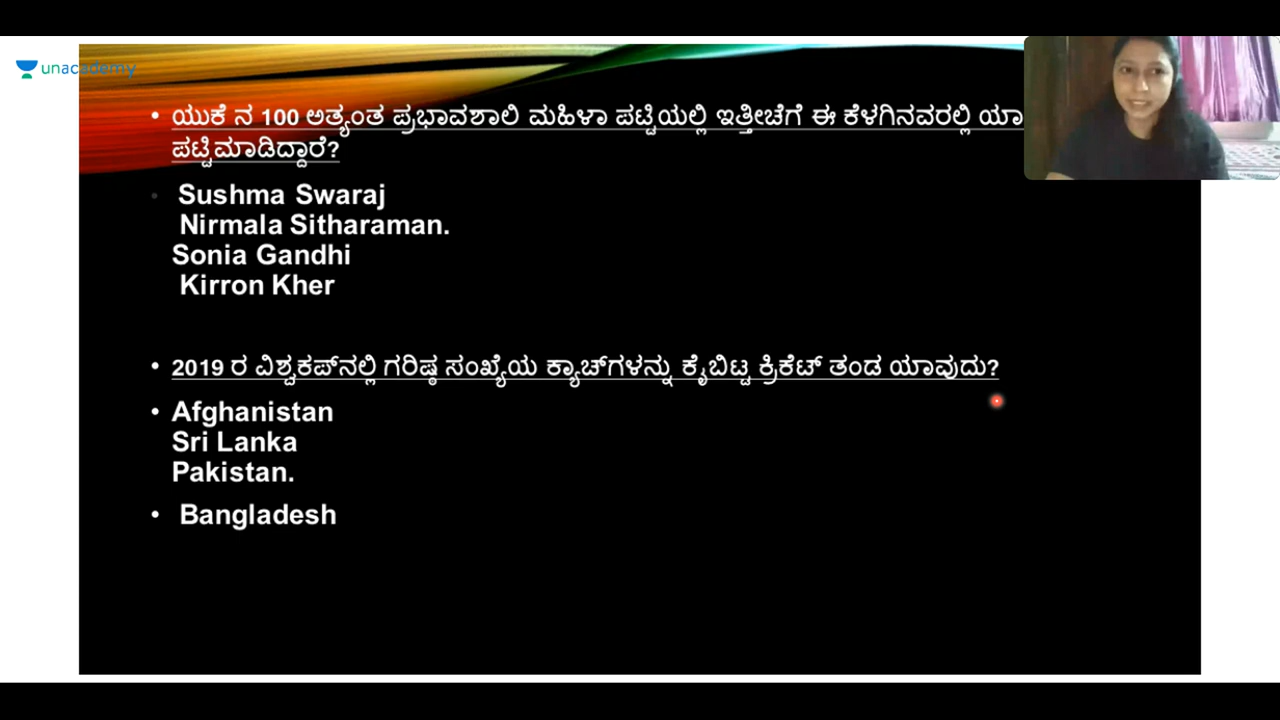 unacademy
• ಯುಕೆ ನ 100 ಅತ್ಯಂತ ಪ್ರಭಾವಶಾಲಿ ಮಹಿಳಾ ಪಟ್ಟಿಯಲ್ಲಿ ಇತ್ತೀಚೆಗೆ ಈ ಕೆಳಗಿನವರಲ್ಲಿ
ಪಟ್ಟಿಮಾಡಿದ್ದಾರೆ?
• Sushma Swaraj
Nirmala Sitharaman.
Sonia Gandhi
Kirron Kher
• 2019 ರ ವಿಶ್ವಕಪ್‌ನಲ್ಲಿ ಗರಿಷ್ಠ ಸಂಖ್ಯೆಯ ಕ್ಯಾಚ್‌ಗಳನ್ನು ಕೈಬಿಟ್ಟ ಕ್ರಿಕೆಟ್ ತಂಡ ಯಾವುದು?
• Afghanistan
Sri Lanka
Pakistan.
• Bangladesh